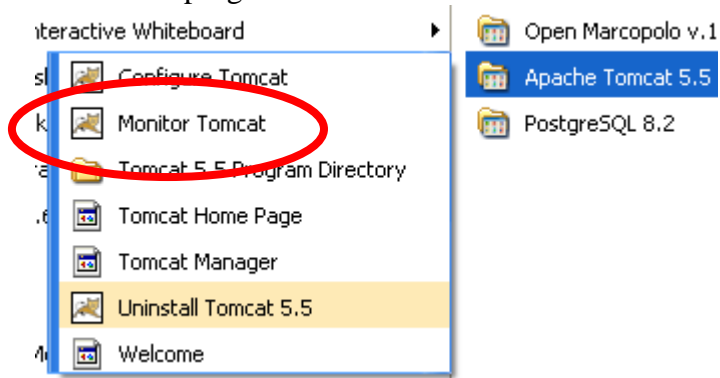 progr
nteractive Whiteboard
Open Marcopolo v.1
Configure Tomcat
Apache Tomcat 5.5
Monitor Tomcat
PostgreSQL 8.2
Tomcat 5.5 Program Directory
Tomcat Home Page
Tomcat Manager
Uninstall Tomcat 5.5
Welcome